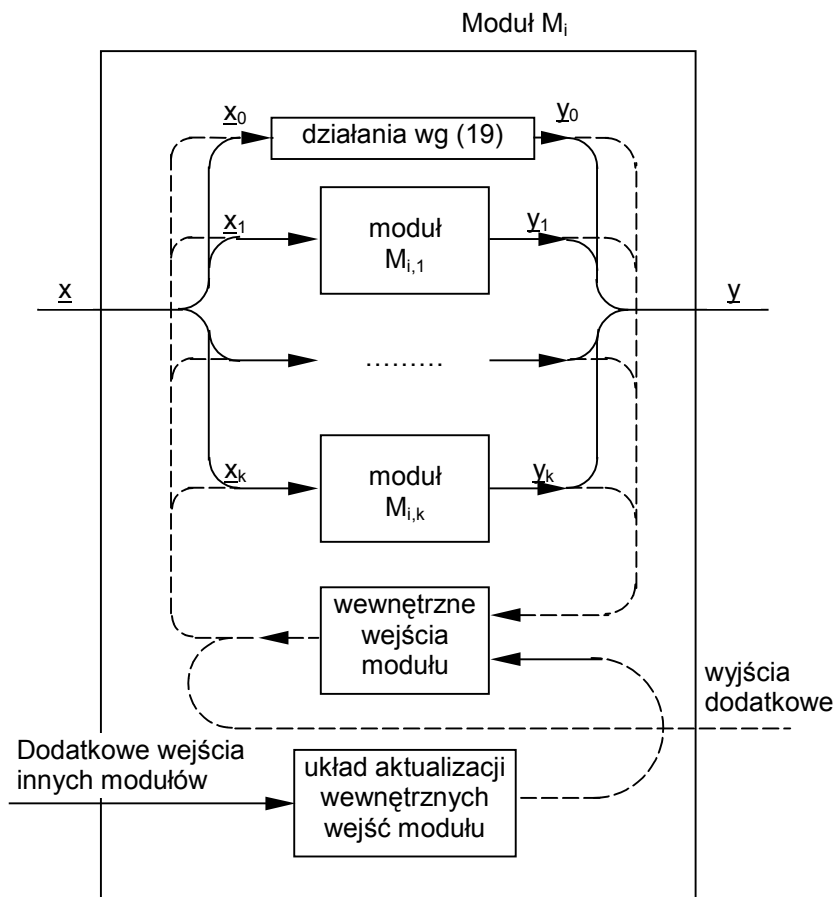 Moduł Mi
x0
y0
działania wg (19)
x1
y1
moduł
Mi,1
x
y
.........
xk
yk
moduł
Mi,k
wewnętrzne
wejścia
modułu
wyjścia
dodatkowe
Dodatkowe wejścia
innych modułów
układ aktualizacji
wewnętrznych
wejść modułu